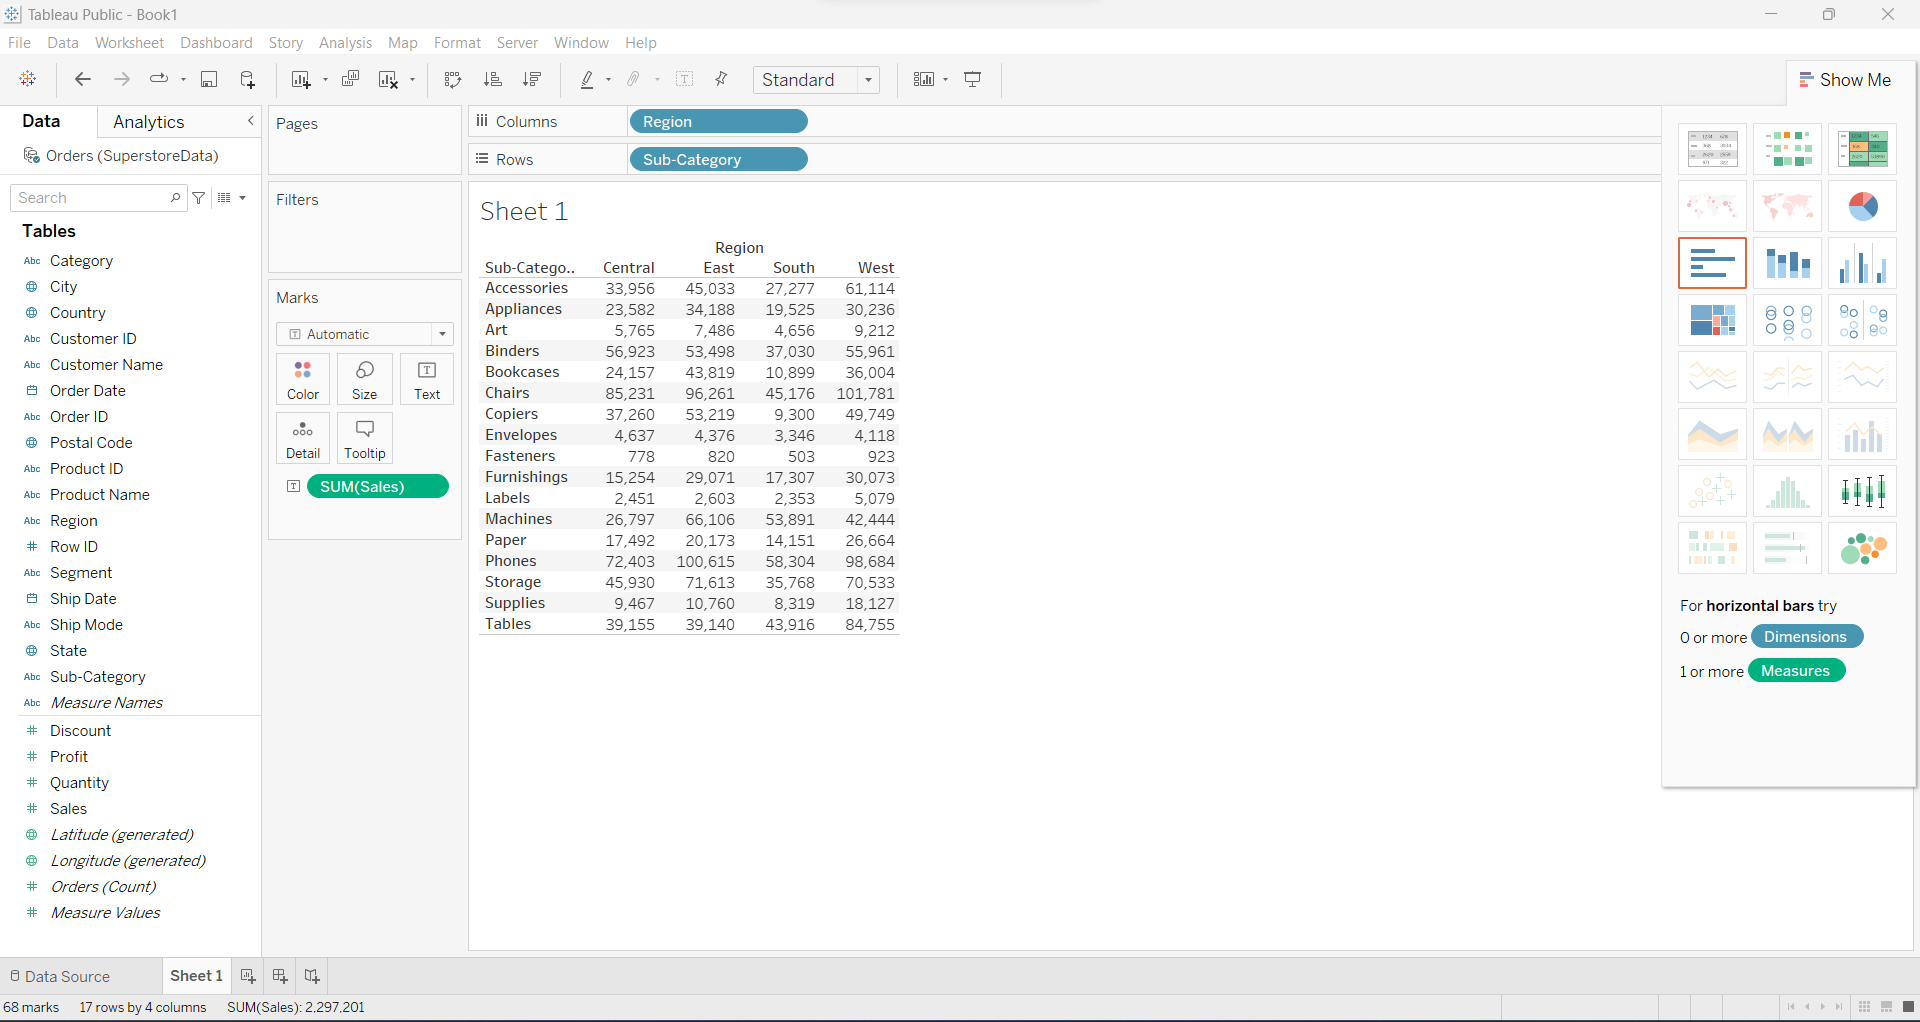 Tableau Public - Book1
File Data Worksheet Dashboard Story Analysis Map Format Server Window Help
Standard
Show Me
Data Analytics
Orders (SuperstoreData)
Search
Tables
Abc Category
City
Country
Abc Customer ID
Abc Customer Name
Order Date
Abc Order ID
Postal Code
Abc Product ID
Abc Product Name
Abc Region
Row ID
Abc Segment
Ship Date
Abc Ship Mode
State
Abc Sub-Category
Abc Measure Names
Discount
Profit
Quantity
Sales
Latitude (generated)
Longitude (generated)
Orders (Count)
Measure Values
Pages
Filters
Marks
Automatic
Color Size Text
Detail Tooltip
SUM(Sales)
Columns Region
Rows Sub-Category
Sheet 1
Region
Sub-Catego.. Central East South West
Accessories 33,956 45,033 27,277 61,114
Appliances 23,582 34,188 19,525 30,236
Art 5,765 7,486 4,656 9,212
Binders 56,923 53,498 37,030 55,961
Bookcases 24,157 43,819 10,899 36,004
Chairs 85,231 96,261 45,176 101,781
Copiers 37,260 53,219 9,300 49,749
Envelopes 4,637 4,376 3,346 4,118
Fasteners 778 820 503 923
Furnishings 15,254 29,071 17,307 30,073
Labels 2,451 2,603 2,353 5,079
Machines 26,797 66,106 53,891 42,444
Paper 17,492 20,173 14,151 26,664
Phones 72,403 100,615 58,304 98,684
Storage 45,930 71,613 35,768 70,533
Supplies 9,467 10,760 8,319 18,127
Tables 39,155 39,140 43,916 84,755
For horizontal bars try
0 or more Dimensions
1 or more Measures
Data Source Sheet 1
68 marks 17 rows by 4 columns SUM(Sales): 2,297,201